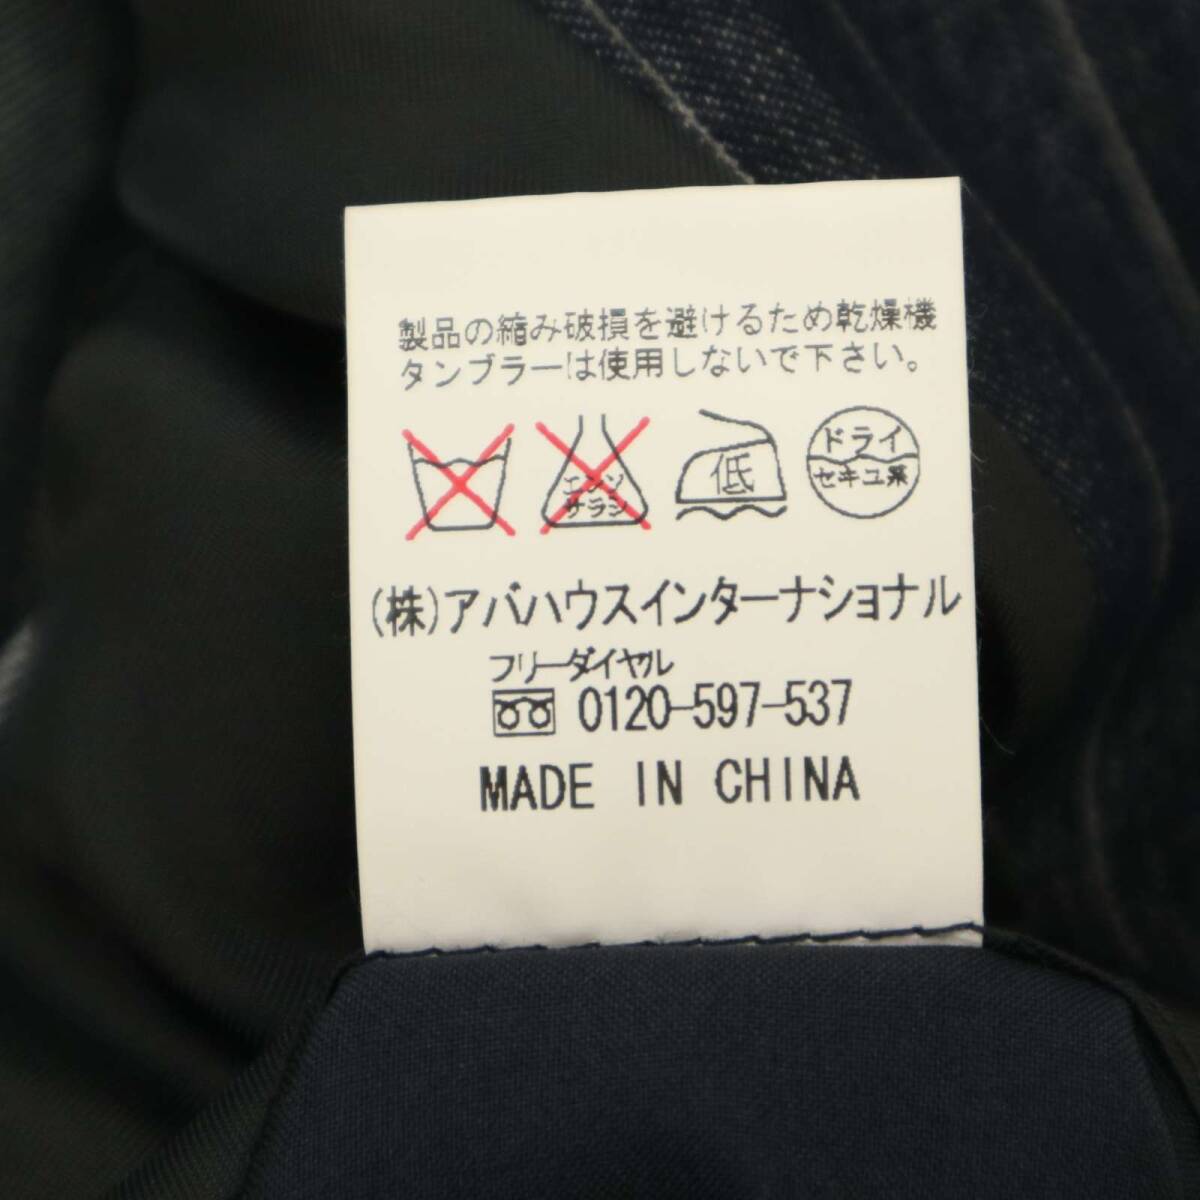 製品の縮み破損を避けるため乾燥機
タンブラーは使用しないで下さい。
エンソ
サラシ
低
ドライ
セキユ系
(株)アバハウスインターナショナル
フリーダイヤル
0120-597-537
MADE IN CHINA